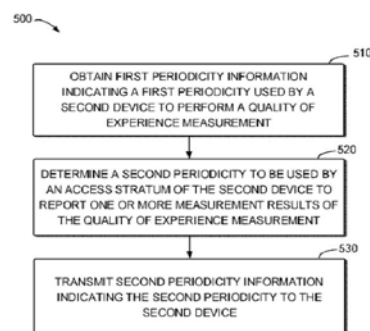 500
510
OBTAIN FIRST PERIODICITY INFORMATION
INDICATING A FIRST PERIODICITY USED BY A
SECOND DEVICE TO PERFORM A QUALITY OF
EXPERIENCE MEASUREMENT
520
DETERMINE A SECOND PERIODICITY TO BE USED BY
AN ACCESS STRATUM OF THE SECOND DEVICE TO
REPORT ONE OR MORE MEASUREMENT RESULTS OF
THE QUALITY OF EXPERIENCE MEASUREMENT
530
TRANSMIT SECOND PERIODICITY INFORMATION
INDICATING THE SECOND PERIODICITY TO THE
SECOND DEVICE